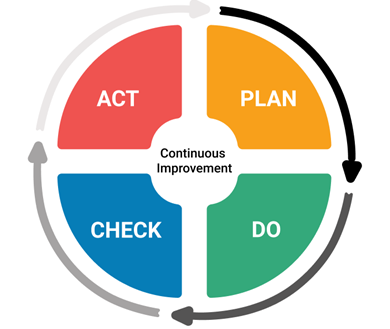 ACT
PLAN
Continuous
Improvement
CHECK
DO